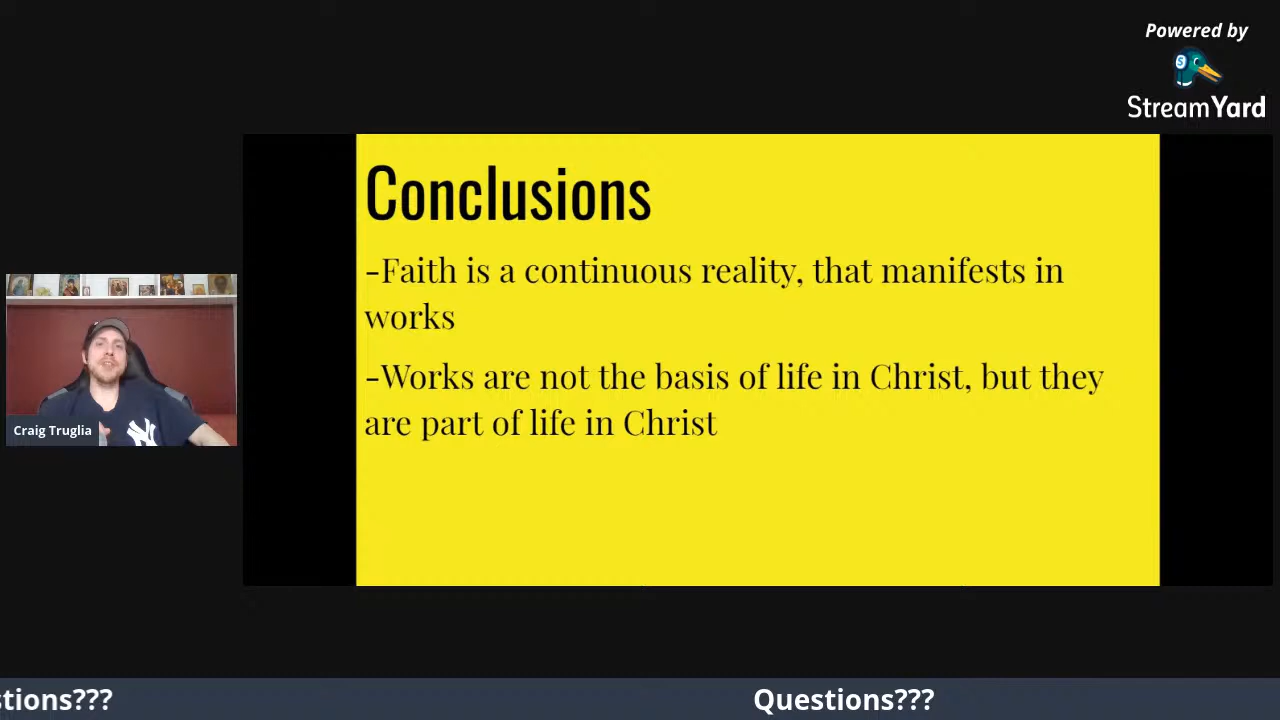 Powered by
StreamYard
Conclusions
-Faith is a continuous reality, that manifests in
works
-Works are not the basis of life in Christ, but they
are part of life in Christ
Craig Truglia
stions???
Questions???